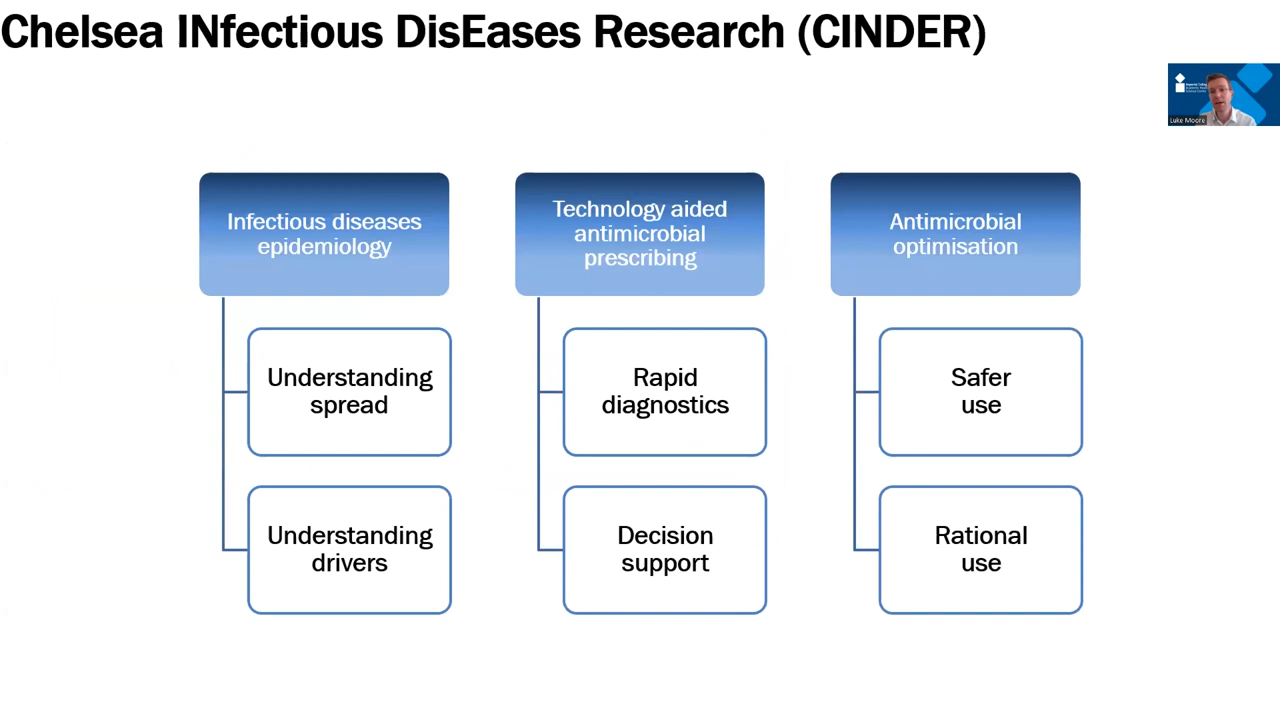 Chelsea INfectious DisEases Research (CINDER)
Luke Moore
Infectious diseases
epidemiology
Understanding
spread
Understanding
drivers
Technology aided
antimicrobial
prescribing
Rapid
diagnostics
Decision
support
Antimicrobial
optimisation
Safer
use
Rational
use